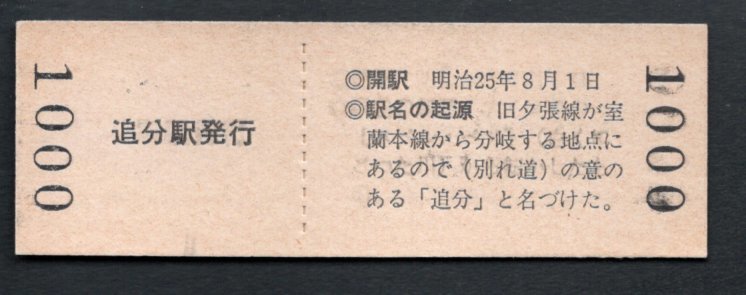 1000
追分駅発行
◎開駅　明治25年8月1日
◎駅名の起源　旧夕張線が室
蘭本線から分岐する地点に
あるので（別れ道）の意の
ある「追分」と名づけた。
1000